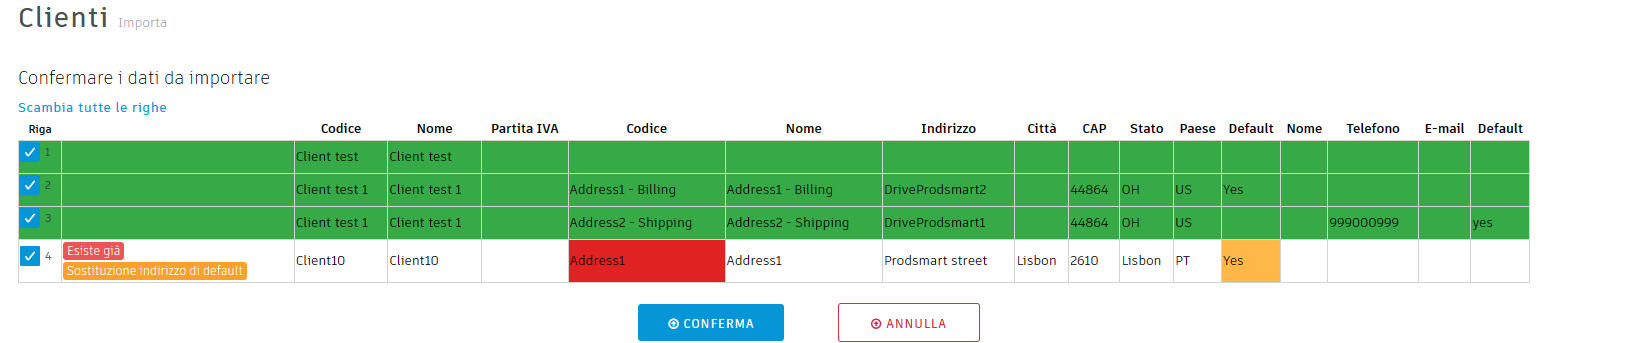 Clienti Importa
Confermare i dati da importare
Scambia tutte le righe
Riga Codice Nome Partita IVA Codice Nome Indirizzo Città CAP Stato Paese Default Nome Telefono E-mail Default
1 Client test Client test
2 Client test 1 Client test 1 Address1 - Billing Address1 - Billing DriveProdsmart2 44864 OH US Yes
3 Client test 1 Client test 1 Address2 - Shipping Address2 - Shipping DriveProdsmart1 44864 OH US 999000999 yes
Esiste già
4 Client10 Client10 Address1 Address1 Prodsmart street Lisbon 2610 Lisbon PT Yes
Sostituzione indirizzo di default
CONFERMA ANNULLA